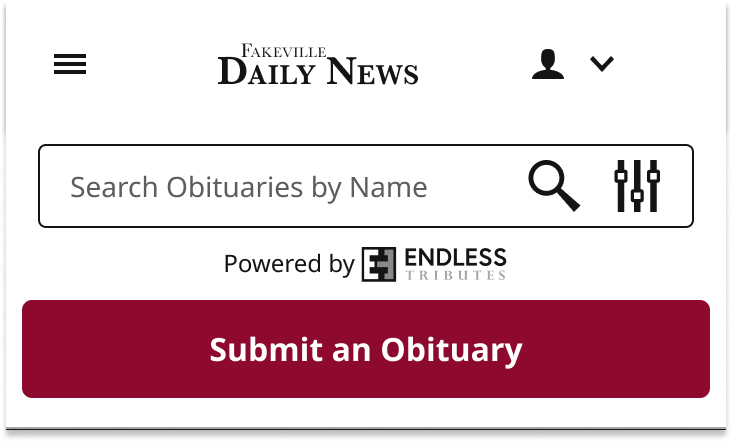 Fakeville
Daily News
Search Obituaries by Name
Powered by ENDLESS
TRIBUTES
Submit an Obituary